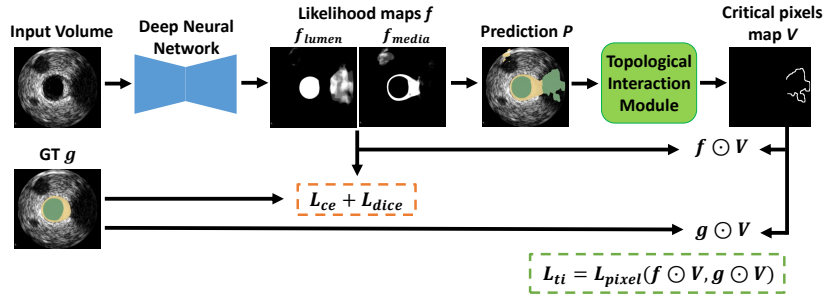 Input Volume
Deep Neural
Network
Likelihood maps f
f_lumen f_media
Prediction P
Topological
Interaction
Module
Critical pixels
map V
GT g
f ⊙ V
L_ce + L_dice
g ⊙ V
L_ti = L_pixel(f ⊙ V, g ⊙ V)